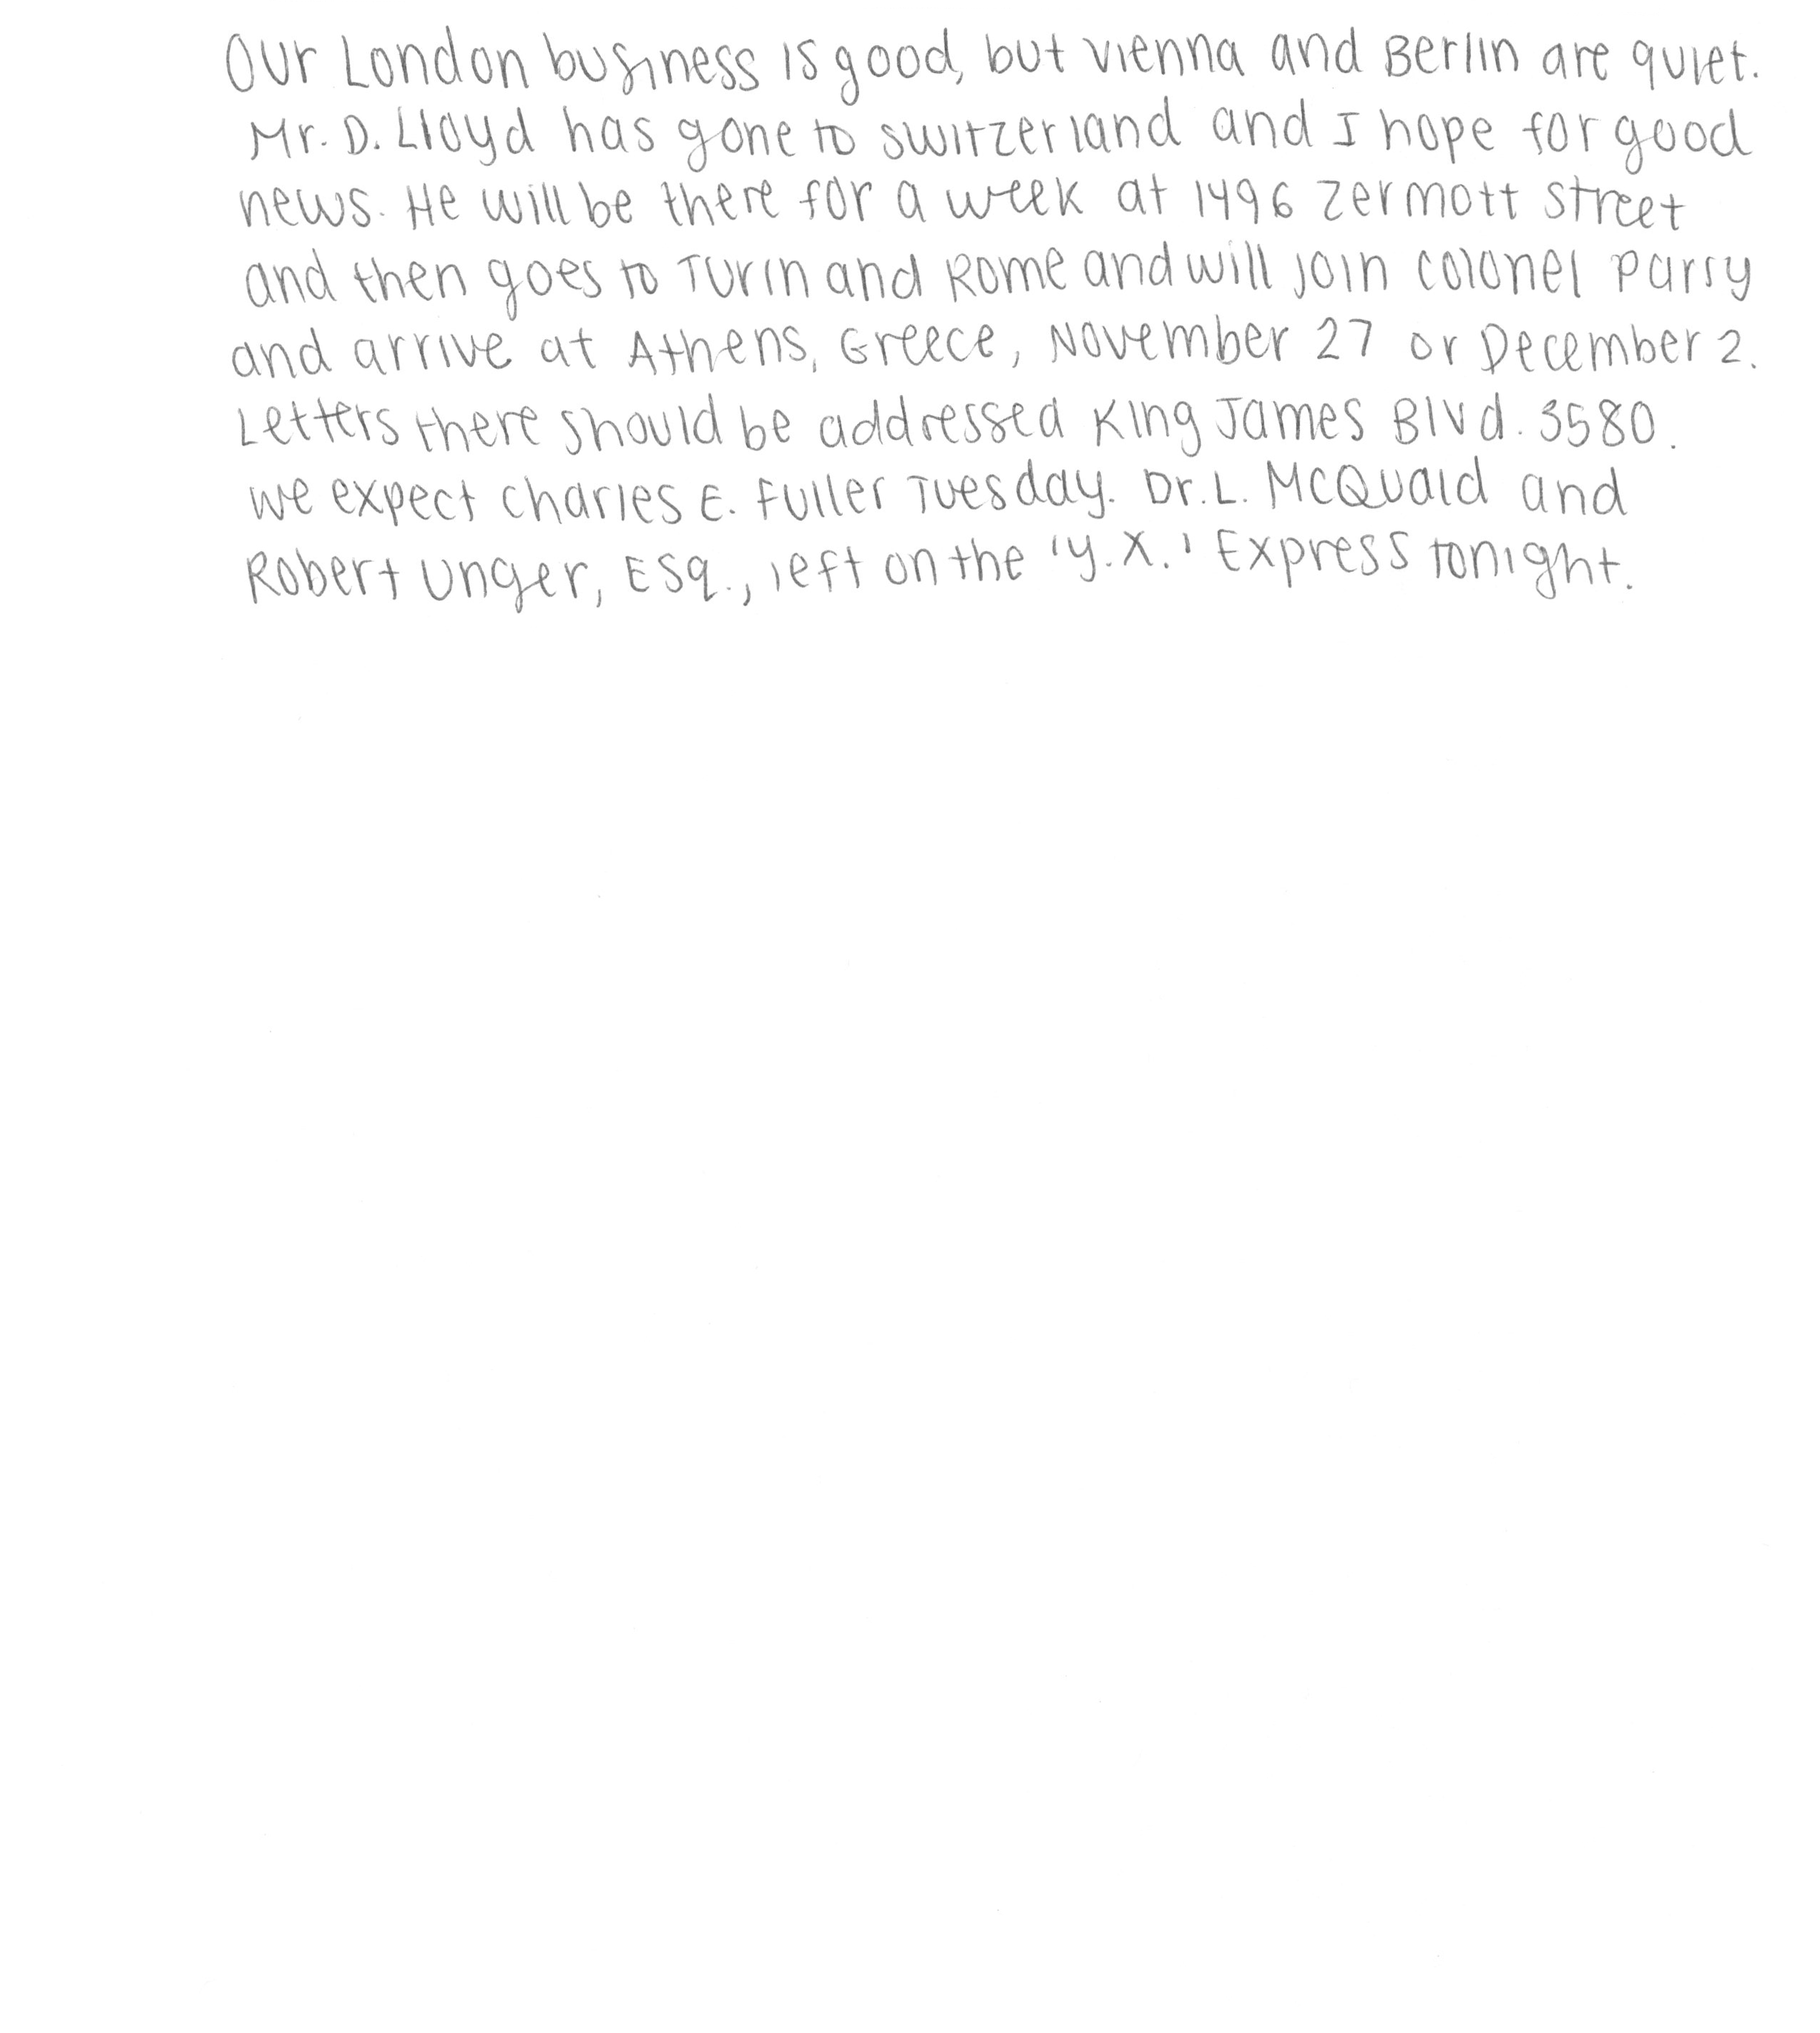 Our London business is good, but Vienna and Berlin are quiet.
Mr. D. Lloyd has gone to Switzerland and I hope for good
news. He will be there for a week at 1496 Zermott Street
and then goes to Turin and Rome and will join Colonel Parry
and arrive at Athens, Greece, November 27 or December 2.
Letters there should be addressed King James Blvd. 3580.
We expect Charles E. Fuller Tuesday. Dr. L. McQuaid and
Robert Unger, Esq., left on the 'Y.X.' Express tonight.